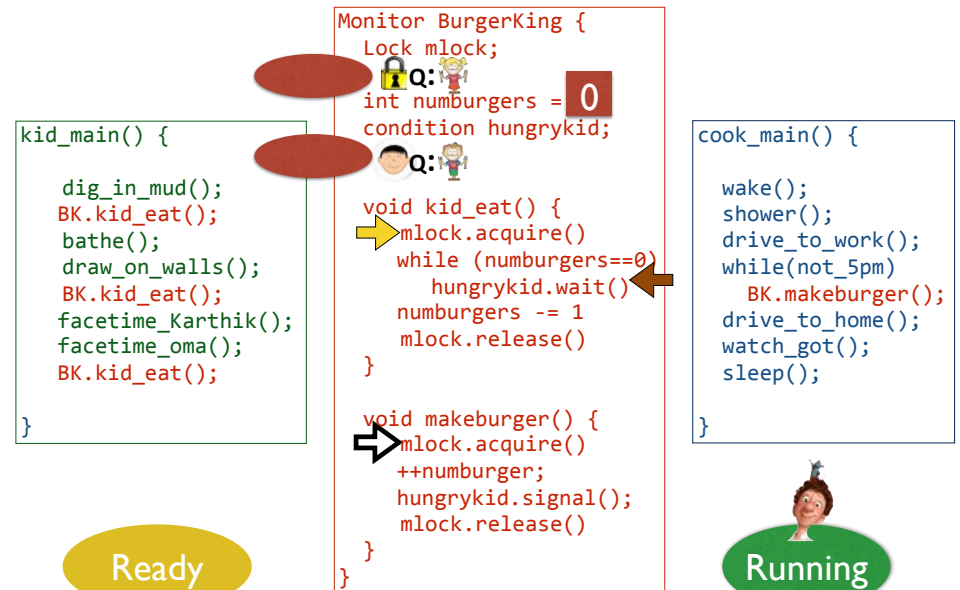 kid_main() {
dig_in_mud();
BK.kid_eat();
bathe();
draw_on_walls();
BK.kid_eat();
facetime_Karthik();
facetime_oma();
BK.kid_eat();
}
Ready
Monitor BurgerKing {
Lock mlock;
Q:
int numburgers = 0
condition hungrykid;
Q:
void kid_eat() {
mlock.acquire()
while (numburgers==0)
hungrykid.wait()
numburgers -= 1
mlock.release()
}
void makeburger() {
mlock.acquire()
++numburger;
hungrykid.signal();
mlock.release()
}
}
cook_main() {
wake();
shower();
drive_to_work();
while(not_5pm)
BK.makeburger();
drive_to_home();
watch_got();
sleep();
}
Running